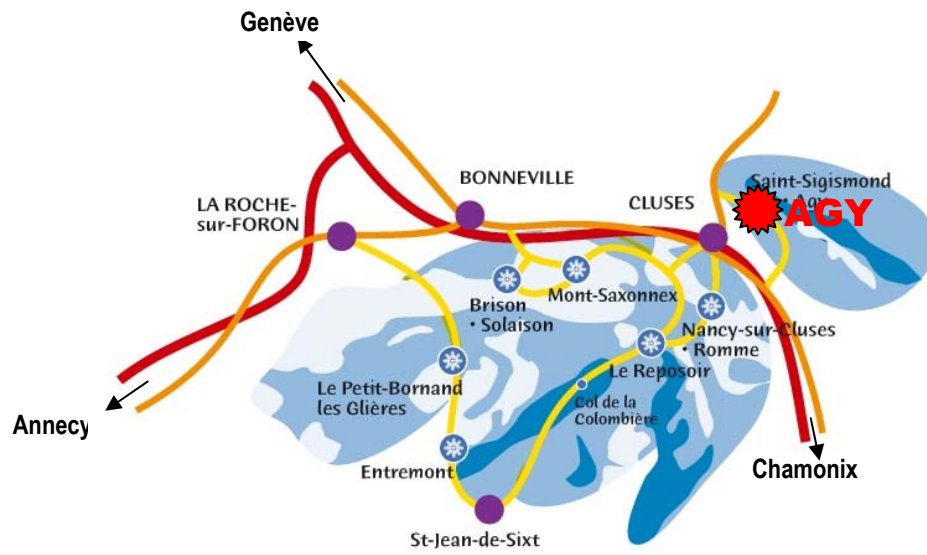 Genève
BONNEVILLE
LA ROCHE-
sur-FORON
CLUSES
Saint-Sigismond
• Agy
AGY
Brison
• Solaison
Mont-Saxonnex
Nancy-sur-Cluses
• Romme
Le Reposoir
Le Petit-Bornand
les Glières
Col de la
Colombière
Annecy
Entremont
Chamonix
St-Jean-de-Sixt